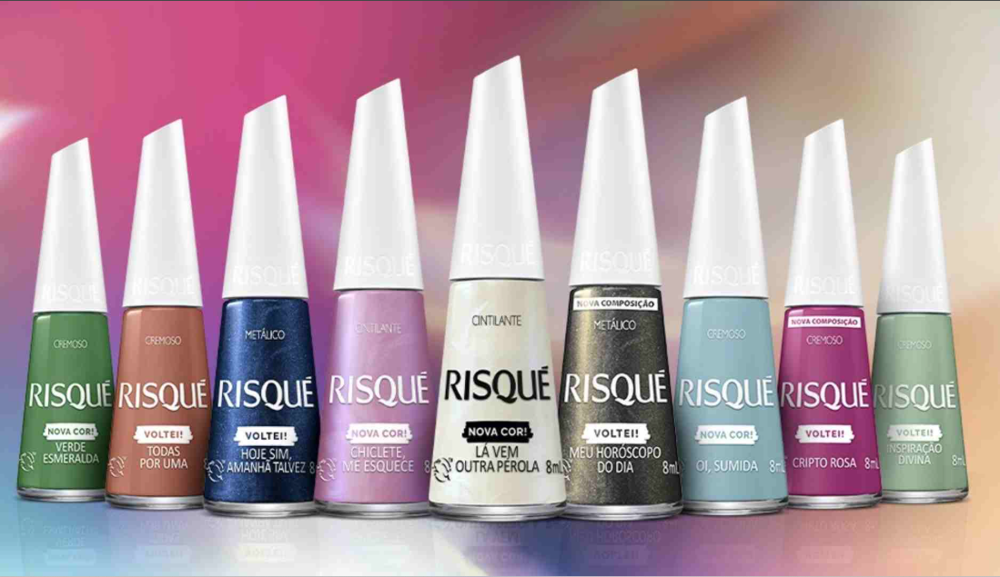 RISQUÉ
CREMOSO
RISQUÉ
NOVA COR!
VERDE
ESMERALDA
RISQUÉ
CREMOSO
RISQUÉ
VOLTEI!
TODAS
POR UMA
RISQUÉ
METÁLICO
RISQUÉ
VOLTEI!
HOJE SIM,
AMANHÃ TALVEZ 8
RISQUÉ
CINTILANTE
RISQUÉ
NOVA COR!
CHICLETE,
ME ESQUECE 8
RISQUÉ
CINTILANTE
RISQUÉ
NOVA COR!
LÁ VEM
OUTRA PÉROLA 8mL
RISQUÉ
NOVA COMPOSIÇÃO
METÁLICO
RISQUÉ
VOLTEI!
MEU HORÓSCOPO
DO DIA 8mL
RISQUÉ
CREMOSO
RISQUÉ
NOVA COR!
OI, SUMIDA 8mL
RISQUÉ
NOVA COMPOSIÇÃO
CREMOSO
RISQUÉ
VOLTEI!
CRIPTO ROSA 8mL
RISQUÉ
CREMOSO
RISQUÉ
VOLTEI!
INSPIRAÇÃO
DIVINA 8mL